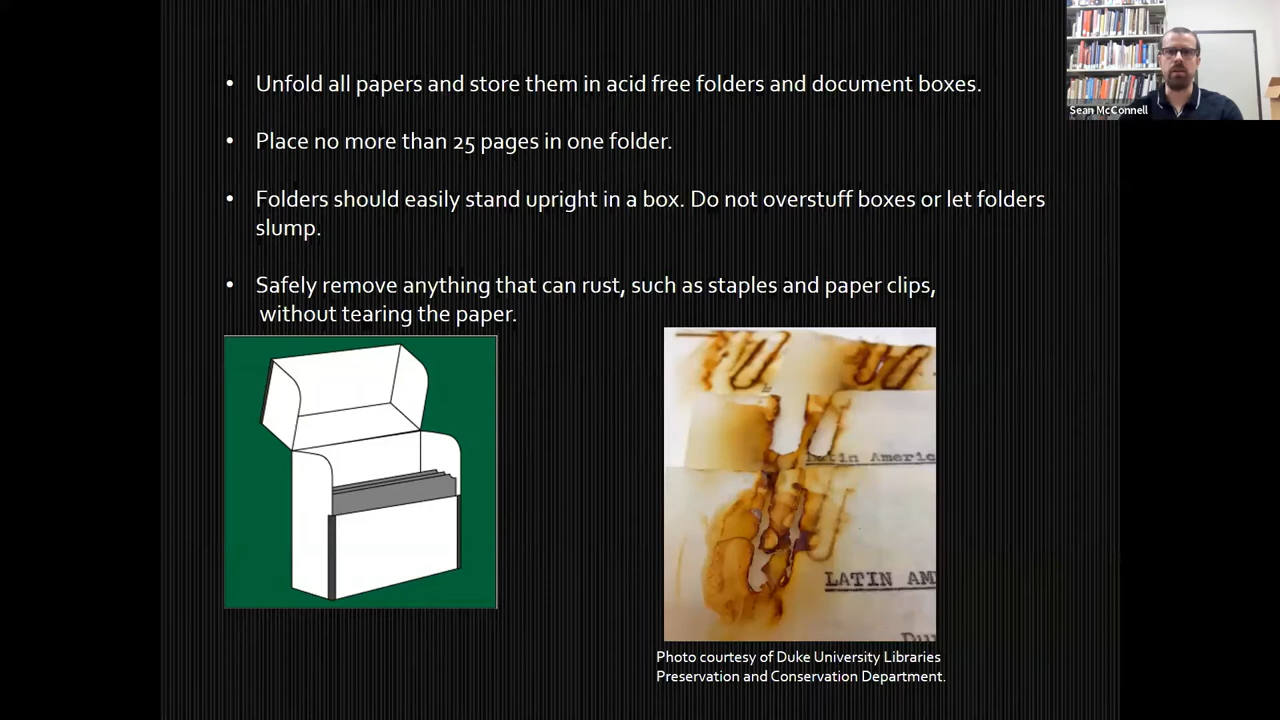 Sean McConnell
• Unfold all papers and store them in acid free folders and document boxes.
• Place no more than 25 pages in one folder.
• Folders should easily stand upright in a box. Do not overstuff boxes or let folders
slump.
• Safely remove anything that can rust, such as staples and paper clips,
without tearing the paper.
Latin Americ
LATIN AM
Du
Photo courtesy of Duke University Libraries
Preservation and Conservation Department.